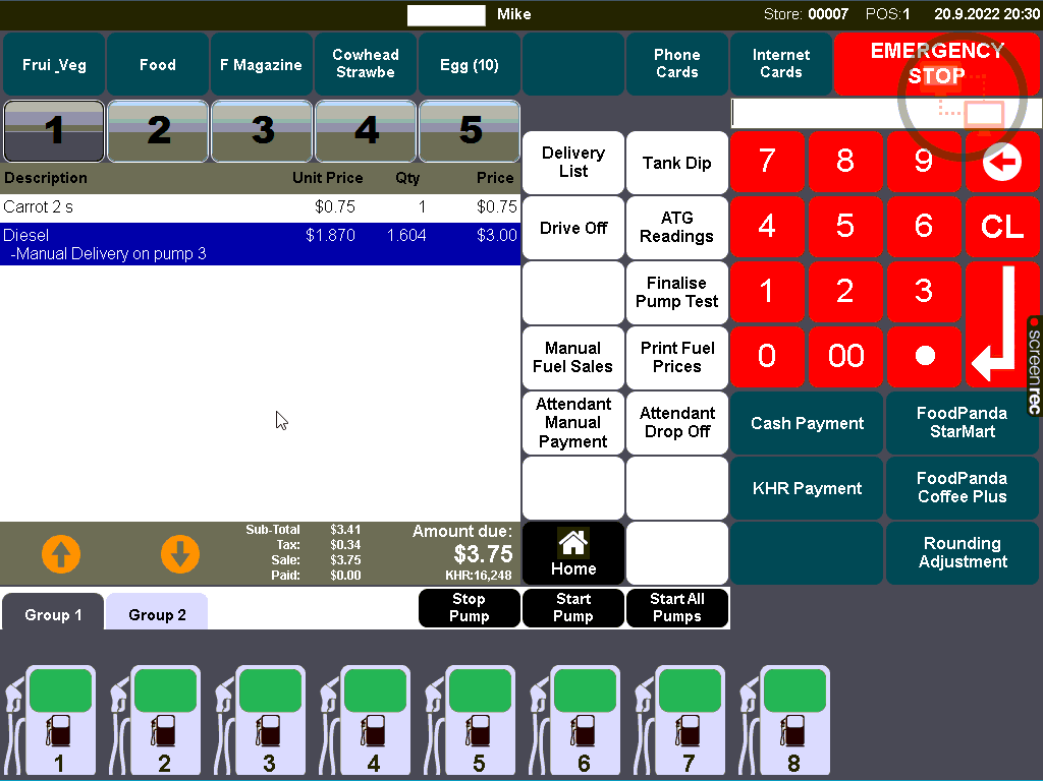 Mike
Store: 00007 POS:1 20.9.2022 20:30
Frui_Veg
Food
F Magazine
Cowhead
Strawbe
Egg (10)
Phone
Cards
Internet
Cards
EMERGENCY
STOP
1
2
3
4
5
Description Unit Price Qty Price
Carrot 2 s $0.75 1 $0.75
Diesel $1.870 1.604 $3.00
-Manual Delivery on pump 3
Delivery
List
Tank Dip
Drive Off
ATG
Readings
Finalise
Pump Test
Manual
Fuel Sales
Print Fuel
Prices
Attendant
Manual
Payment
Attendant
Drop Off
Home
7 8 9
4 5 6 CL
1 2 3
0 00
Cash Payment
FoodPanda
StarMart
KHR Payment
FoodPanda
Coffee Plus
Rounding
Adjustment
screenrec
Sub-Total $3.41
Tax: $0.34
Sale: $3.75
Paid: $0.00
Amount due:
$3.75
KHR:16,248
Group 1
Group 2
Stop
Pump
Start
Pump
Start All
Pumps
1 2 3 4 5 6 7 8